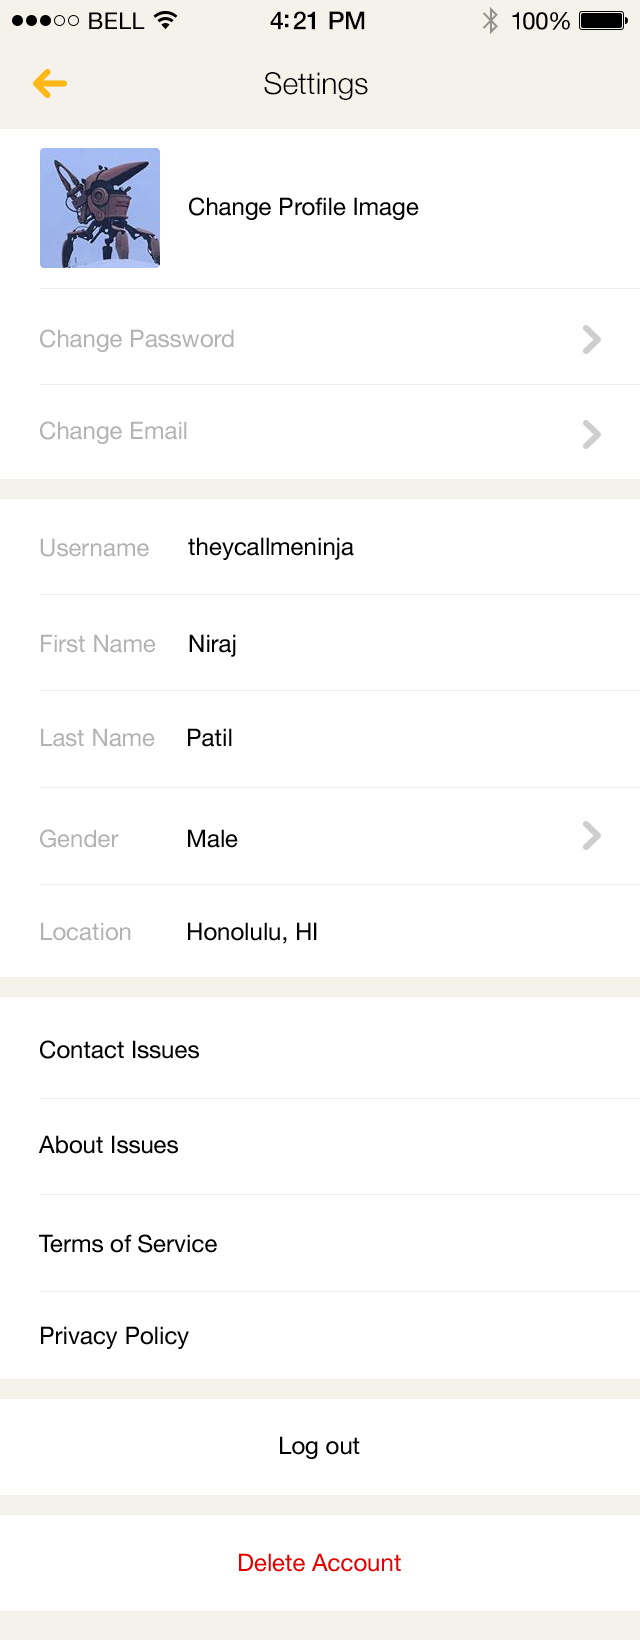 BELL 4:21 PM 100%
Settings
Change Profile Image
Change Password
Change Email
Username theycallmeninja
First Name Niraj
Last Name Patil
Gender Male
Location Honolulu, HI
Contact Issues
About Issues
Terms of Service
Privacy Policy
Log out
Delete Account